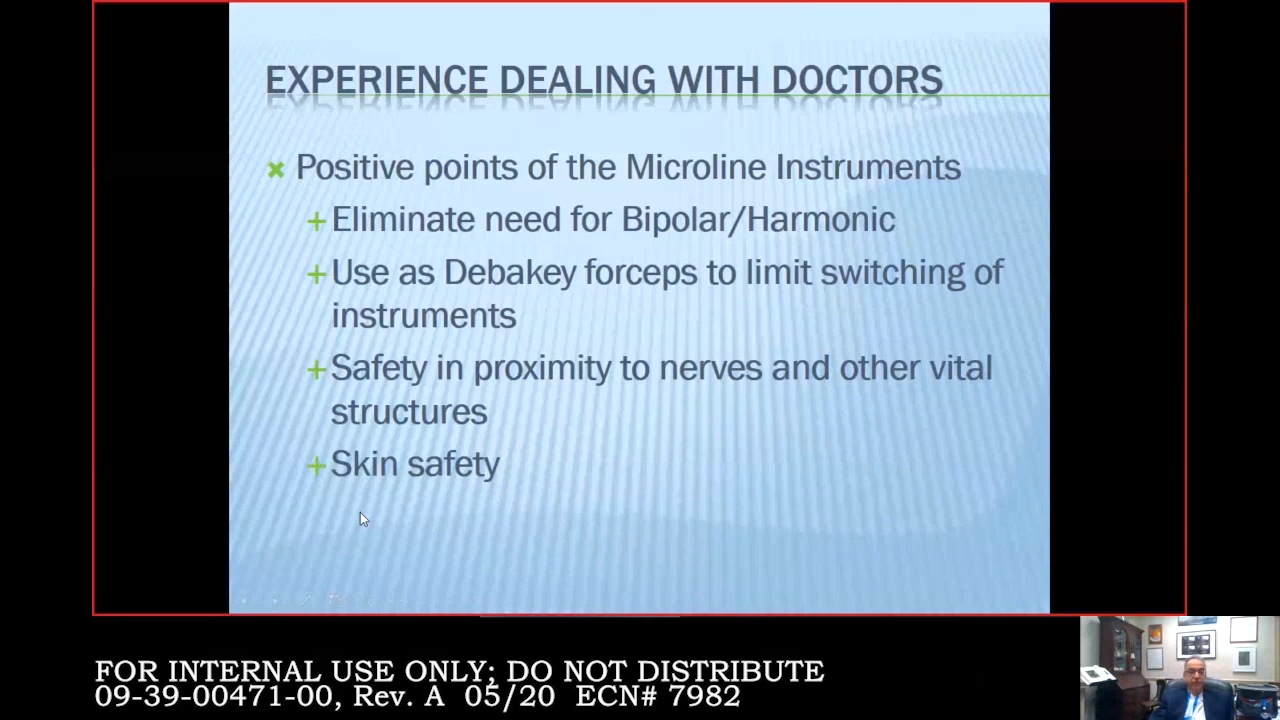 EXPERIENCE DEALING WITH DOCTORS
Positive points of the Microline Instruments
Eliminate need for Bipolar/Harmonic
Use as Debakey forceps to limit switching of
instruments
Safety in proximity to nerves and other vital
structures
Skin safety
FOR INTERNAL USE ONLY; DO NOT DISTRIBUTE
09-39-00471-00, Rev. A 05/20 ECN# 7982